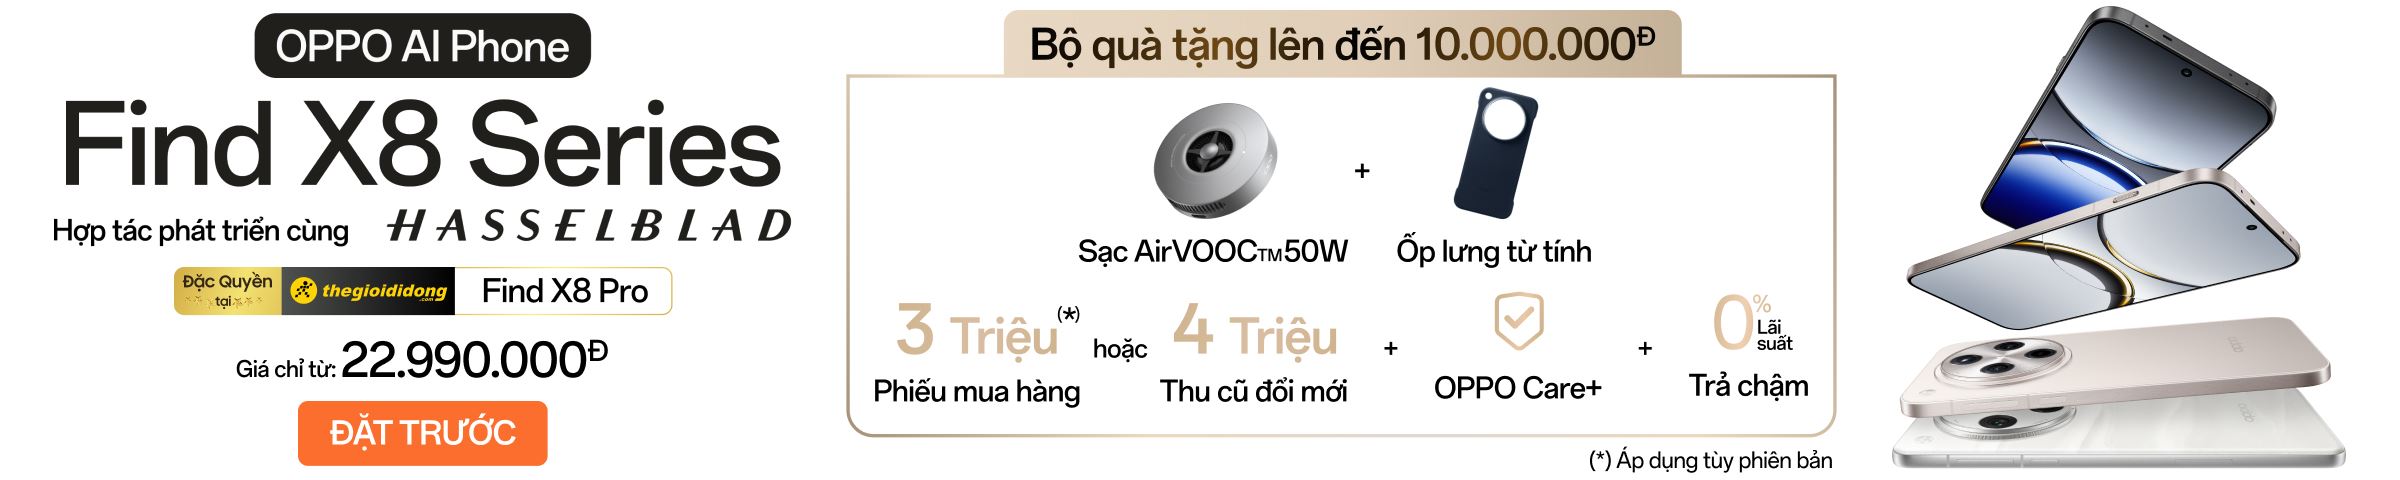 OPPO AI Phone
Find X8 Series
Hợp tác phát triển cùng HASSELBLAD
Đặc Quyền
tại
thegioididong
.com
Find X8 Pro
Giá chỉ từ: 22.990.000Đ
ĐẶT TRƯỚC
Bộ quà tặng lên đến 10.000.000Đ
+
Sạc AirVOOC™50W
Ốp lưng từ tính
3 Triệu(*)
Phiếu mua hàng
hoặc
4 Triệu
Thu cũ đổi mới
+
OPPO Care+
+
0% Lãi suất
Trả chậm
(*) Áp dụng tùy phiên bản
oppo
oppo